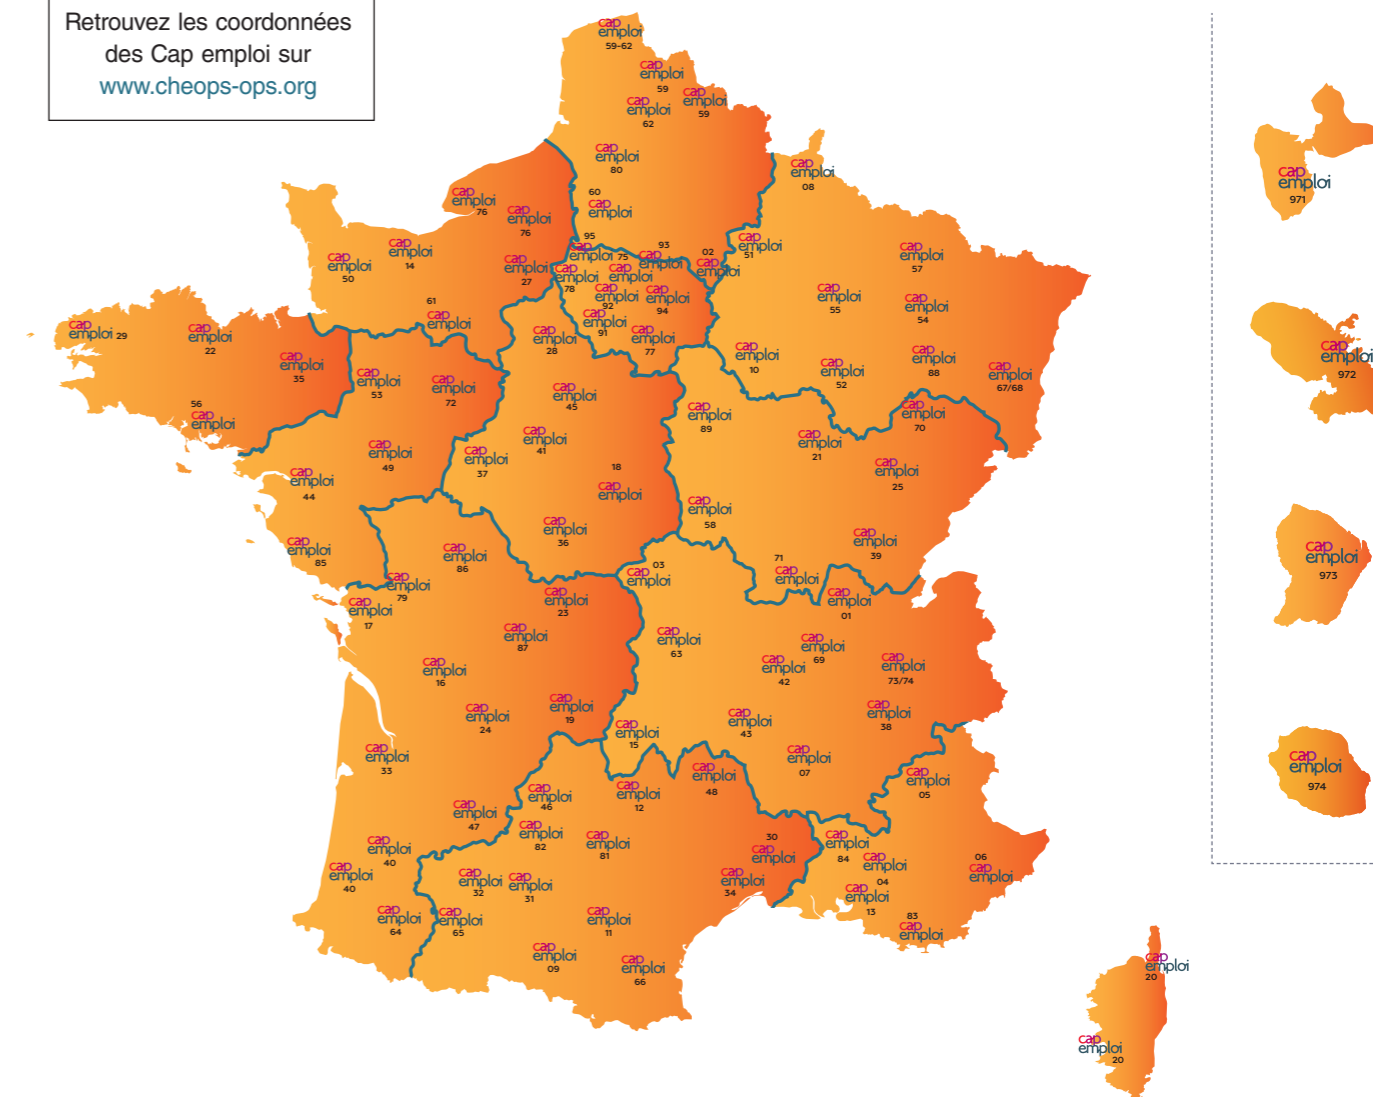 Retrouvez les coordonnées
des Cap emploi sur
www.cheops-ops.org
cap
emploi
59-62
cap
emploi
59
cap
emploi
59
cap
emploi
62
cap
emploi
80
60
cap
emploi
cap
emploi
08
cap
emploi
76
cap
emploi
76
cap
emploi
14
cap
emploi
50
cap
emploi
27
61
cap
emploi
95
cap
emploi
75
cap
emploi
93
cap
emploi
02
cap
emploi
cap
emploi
78
cap
emploi
92
cap
emploi
94
cap
emploi
91
cap
emploi
77
cap
emploi
51
cap
emploi
57
cap
emploi
55
cap
emploi
54
cap
emploi
10
cap
emploi
52
cap
emploi
88
cap
emploi
67/68
cap
emploi 29
cap
emploi
22
cap
emploi
35
56
cap
emploi
cap
emploi
53
cap
emploi
72
cap
emploi
49
cap
emploi
44
cap
emploi
85
cap
emploi
28
cap
emploi
45
cap
emploi
41
cap
emploi
37
18
cap
emploi
cap
emploi
36
cap
emploi
89
cap
emploi
70
cap
emploi
21
cap
emploi
25
cap
emploi
58
cap
emploi
39
71
cap
emploi
cap
emploi
86
cap
emploi
79
cap
emploi
17
cap
emploi
23
cap
emploi
87
cap
emploi
16
cap
emploi
19
cap
emploi
24
cap
emploi
33
cap
emploi
47
cap
emploi
40
cap
emploi
40
cap
emploi
64
03
cap
emploi
cap
emploi
01
cap
emploi
63
cap
emploi
69
cap
emploi
42
cap
emploi
73/74
cap
emploi
38
cap
emploi
43
cap
emploi
15
cap
emploi
07
cap
emploi
48
cap
emploi
12
cap
emploi
46
cap
emploi
82
cap
emploi
81
30
cap
emploi
cap
emploi
34
cap
emploi
32
cap
emploi
31
cap
emploi
65
cap
emploi
11
cap
emploi
09
cap
emploi
66
cap
emploi
05
cap
emploi
84
cap
emploi
04
06
cap
emploi
cap
emploi
13
83
cap
emploi
cap
emploi
20
cap
emploi
20
cap
emploi
971
cap
emploi
972
cap
emploi
973
cap
emploi
974